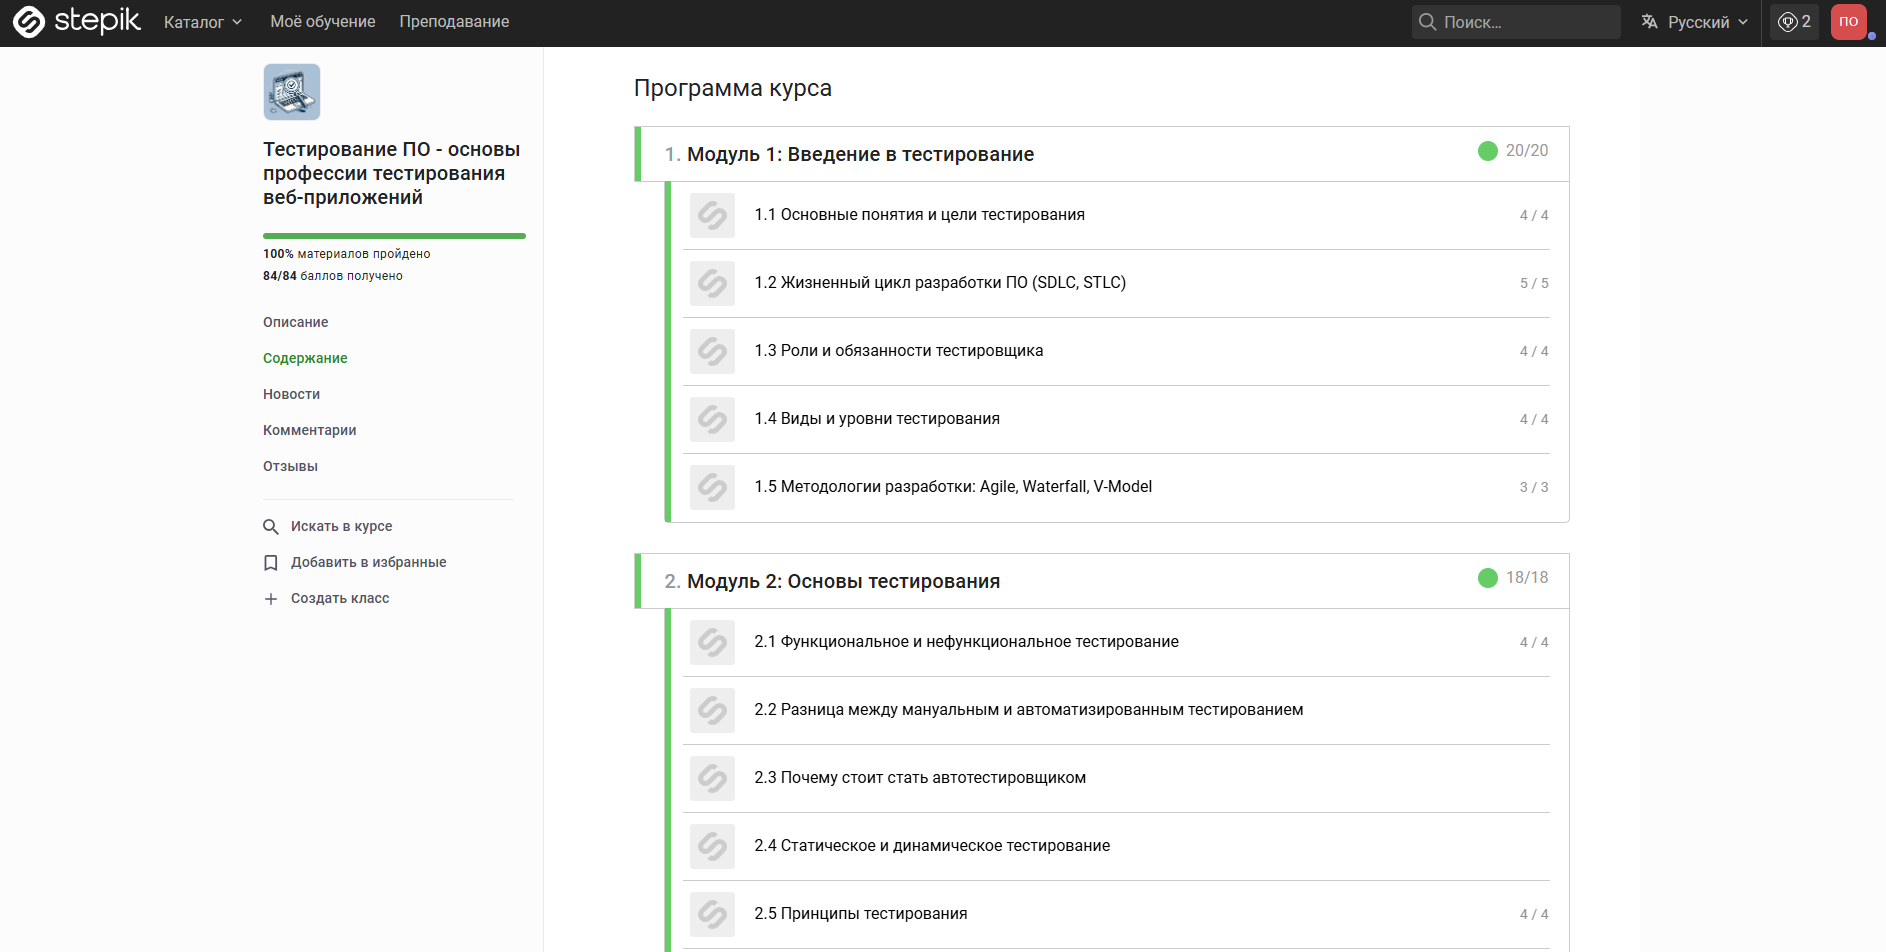 stepik
Каталог
Моё обучение
Преподавание
Поиск...
Русский
2
ПО
Тестирование ПО - основы
профессии тестирования
веб-приложений
100% материалов пройдено
84/84 баллов получено
Описание
Содержание
Новости
Комментарии
Отзывы
Искать в курсе
Добавить в избранные
Создать класс
Программа курса
1. Модуль 1: Введение в тестирование
20/20
1.1 Основные понятия и цели тестирования
4 / 4
1.2 Жизненный цикл разработки ПО (SDLC, STLC)
5 / 5
1.3 Роли и обязанности тестировщика
4 / 4
1.4 Виды и уровни тестирования
4 / 4
1.5 Методологии разработки: Agile, Waterfall, V-Model
3 / 3
2. Модуль 2: Основы тестирования
18/18
2.1 Функциональное и нефункциональное тестирование
4 / 4
2.2 Разница между мануальным и автоматизированным тестированием
2.3 Почему стоит стать автотестировщиком
2.4 Статическое и динамическое тестирование
2.5 Принципы тестирования
4 / 4